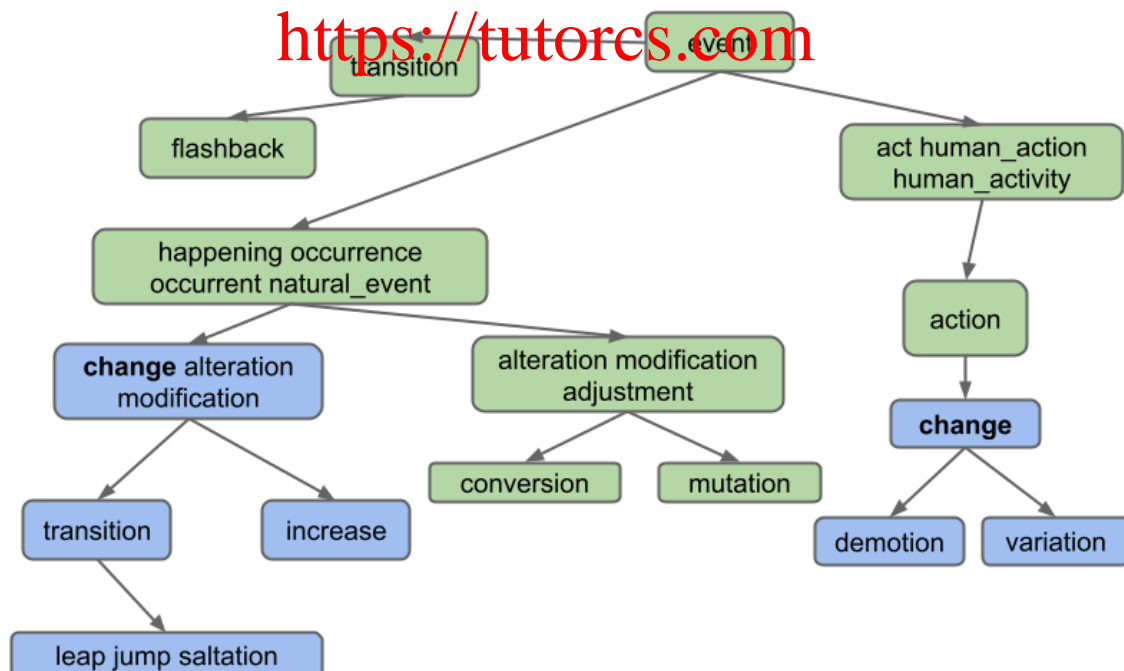 https://tutorcs.com
event
transition
flashback
act human_action
human_activity
happening occurrence
occurrent natural_event
action
change alteration
modification
alteration modification
adjustment
change
conversion
mutation
transition
increase
demotion
variation
leap jump saltation